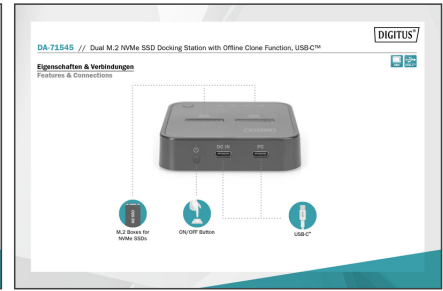 DIGITUS®
DA-71545 // Dual M.2 NVMe SSD Docking Station with Offline Clone Function, USB-C™
Eigenschaften & Verbindungen
Features & Connections
DC IN
PC
M.2 Boxes for
NVMe SSDs
ON/OFF Button
USB-C™